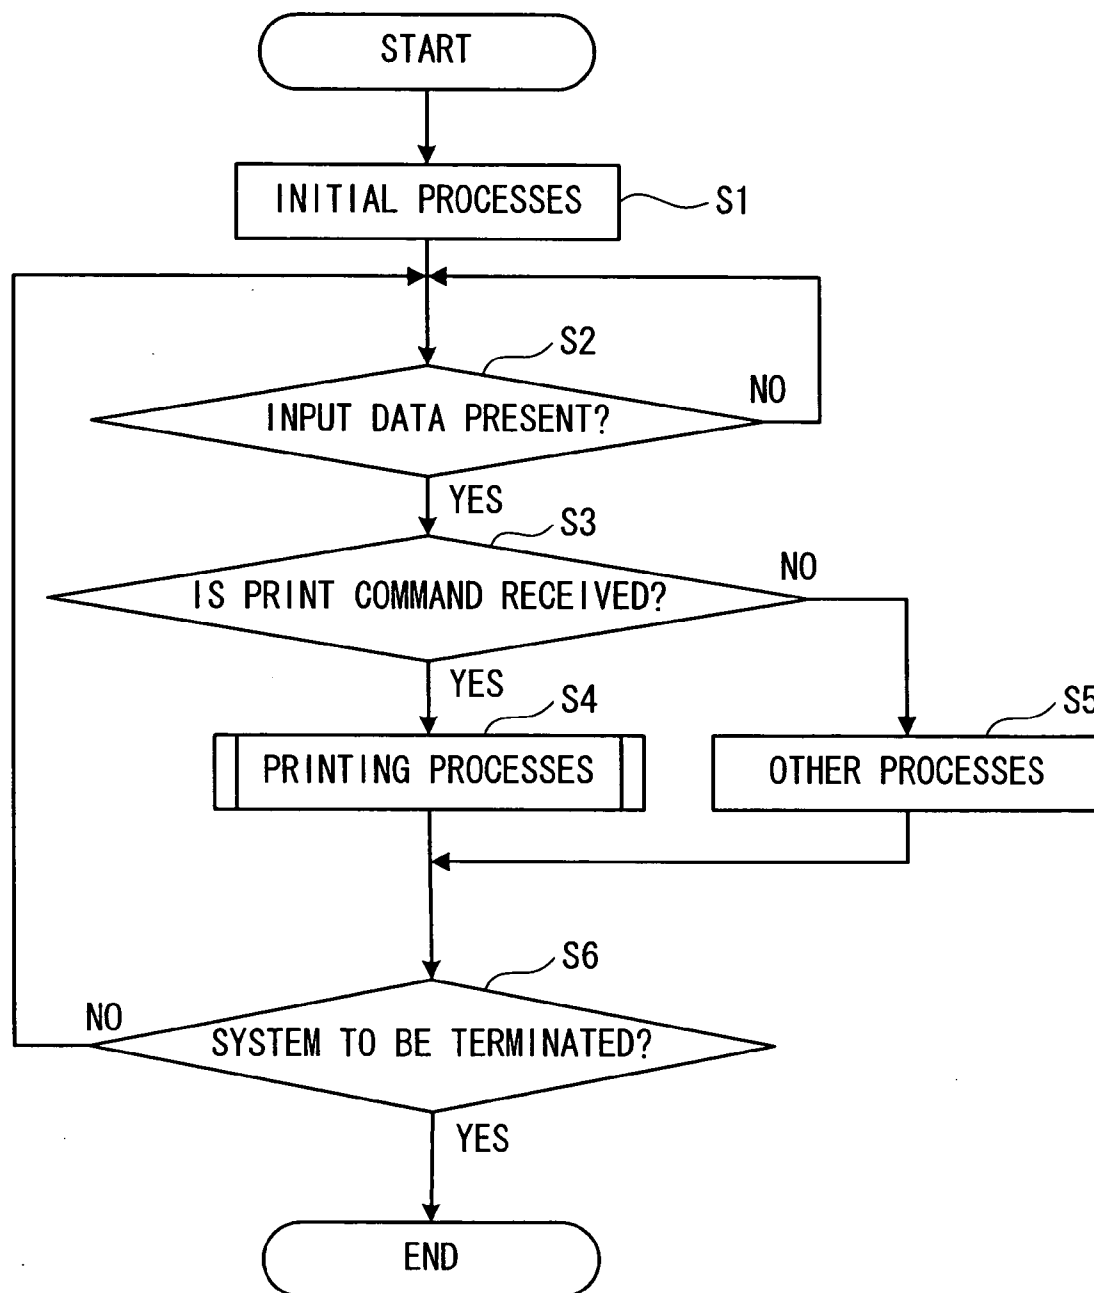 START
INITIAL PROCESSES
S1
S2
INPUT DATA PRESENT?
NO
YES
S3
IS PRINT COMMAND RECEIVED?
NO
YES
S4
PRINTING PROCESSES
S5
OTHER PROCESSES
S6
NO
SYSTEM TO BE TERMINATED?
YES
END